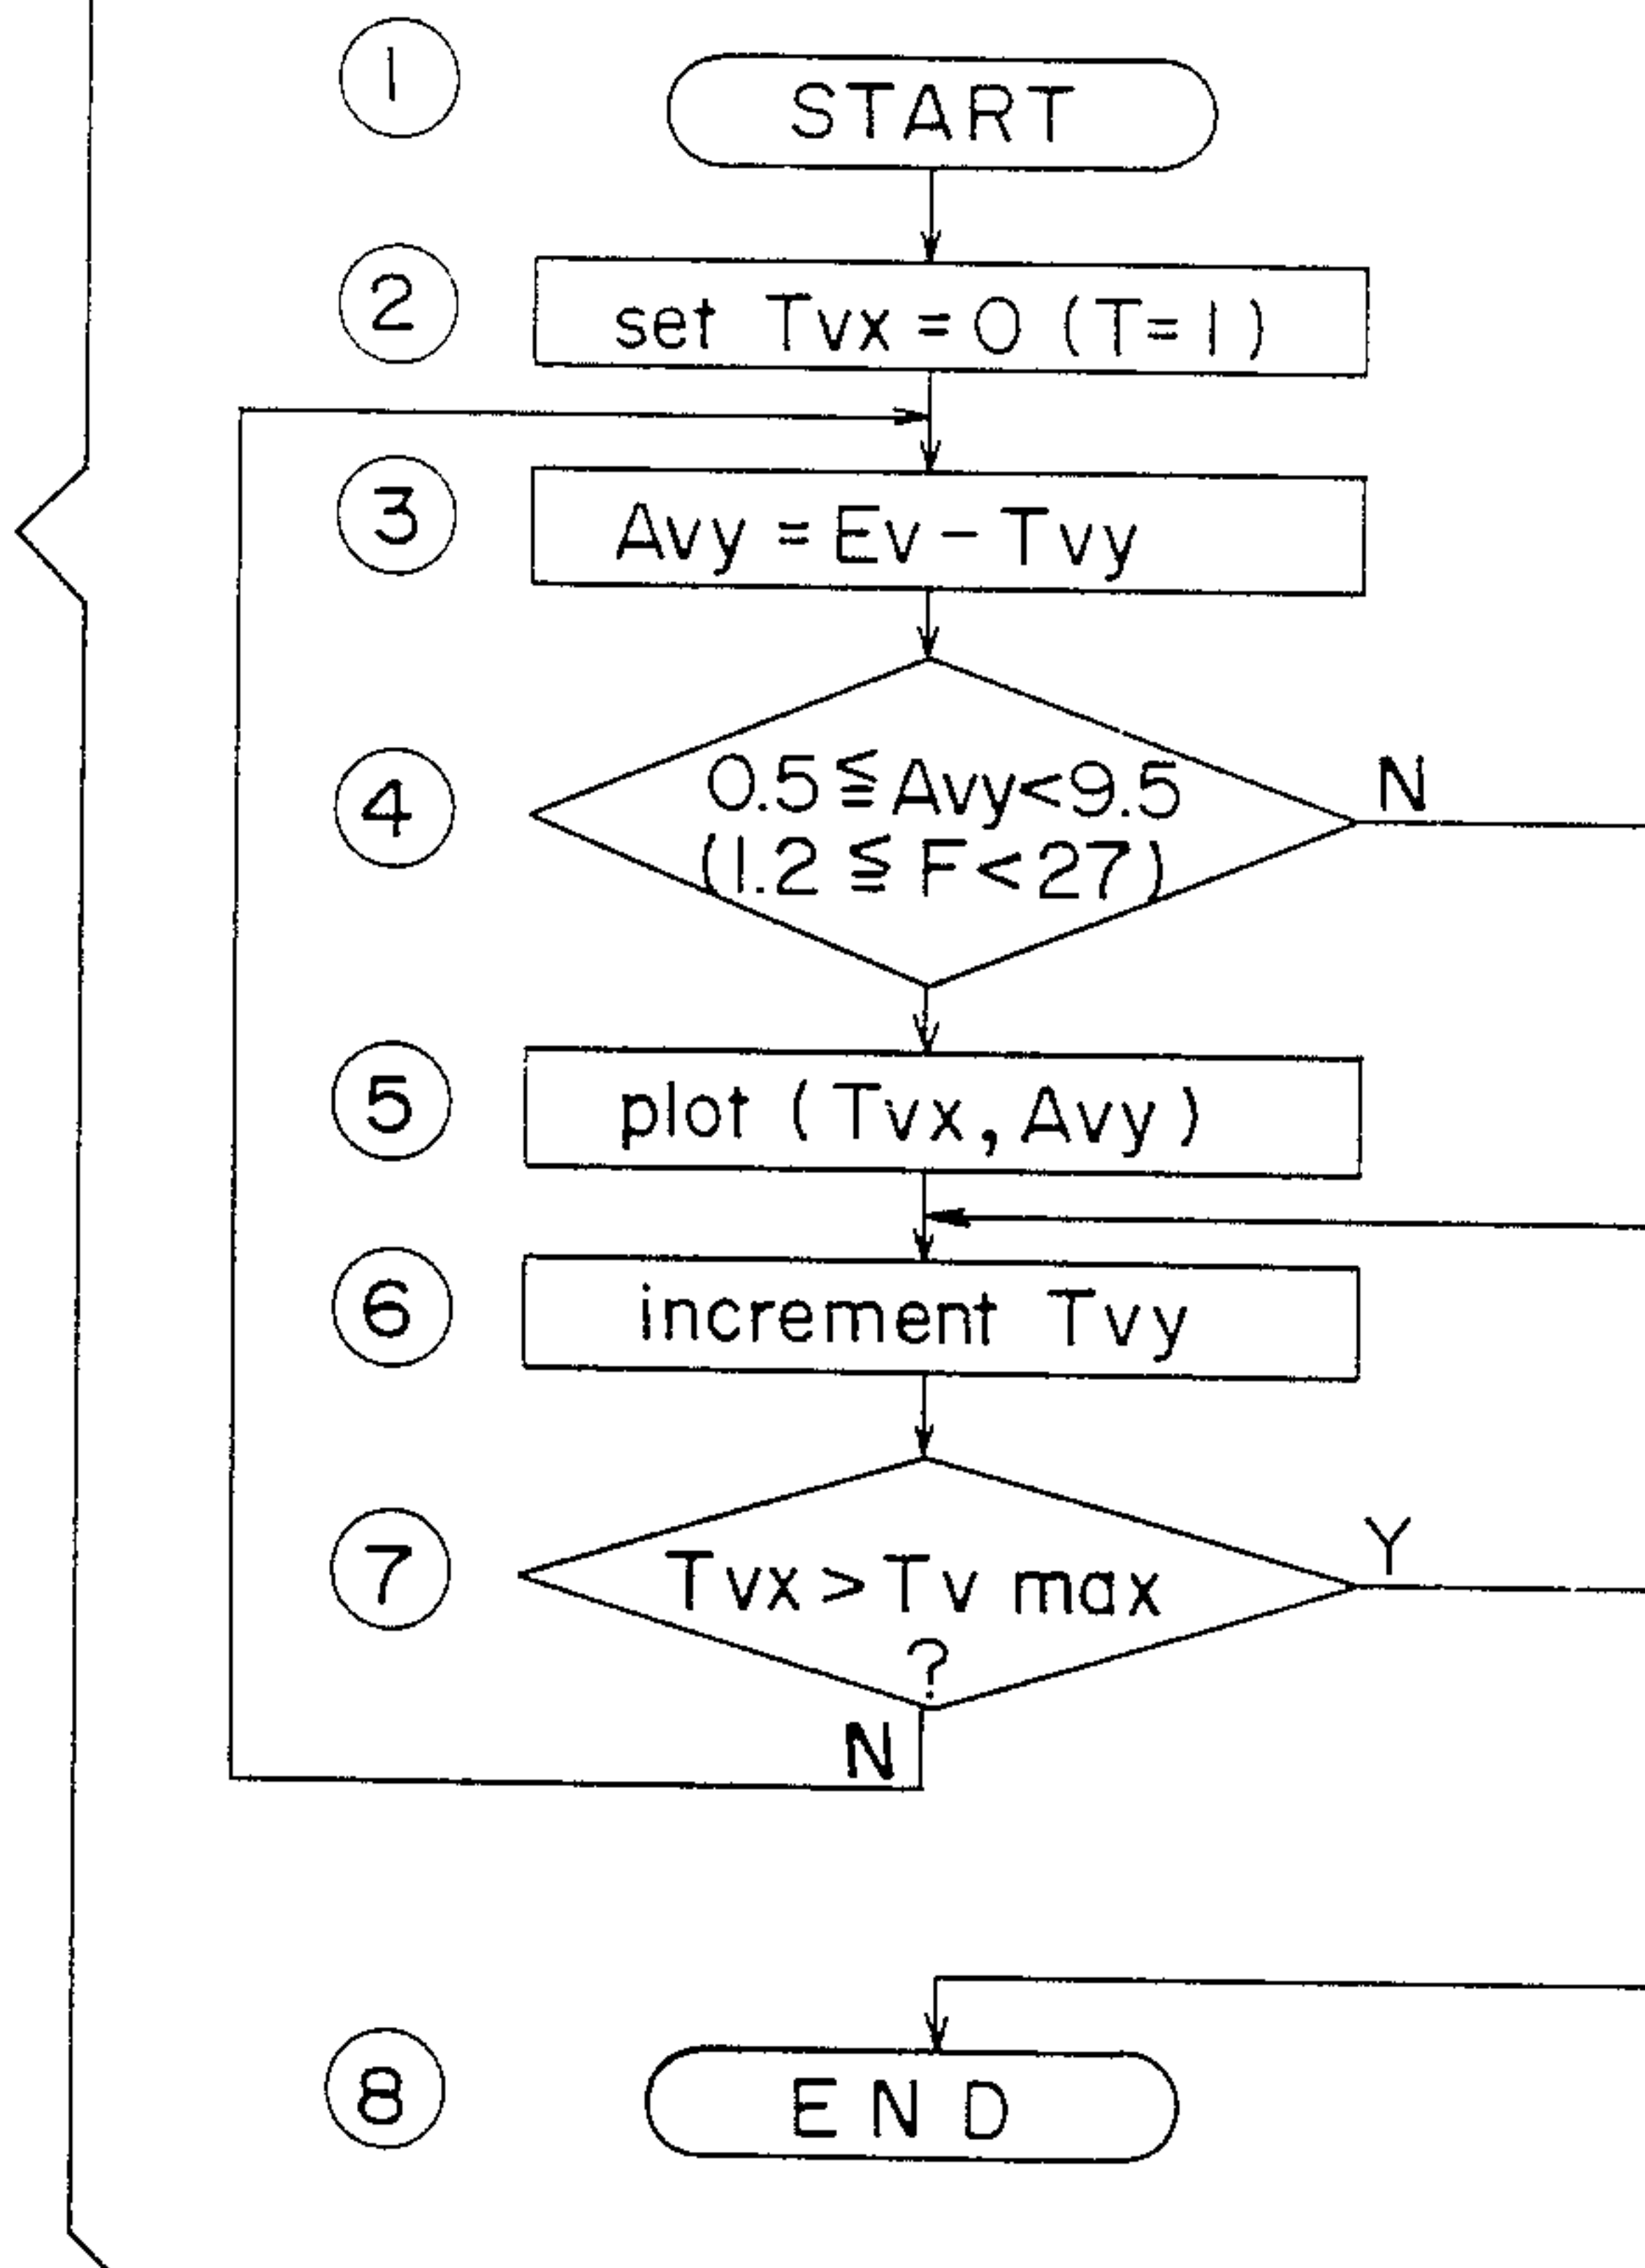 ①
START
②
set Tvx = 0 (T=1)
③
Avy = Ev - Tvy
④
0.5 ≦ Avy < 9.5
(1.2 ≦ F < 27)
N
⑤
plot (Tvx, Avy)
⑥
increment Tvy
⑦
Tvx > Tv max
?
Y
N
⑧
END